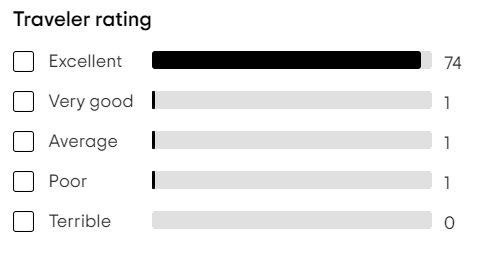 Traveler rating
Excellent 74
Very good 1
Average 1
Poor 1
Terrible 0